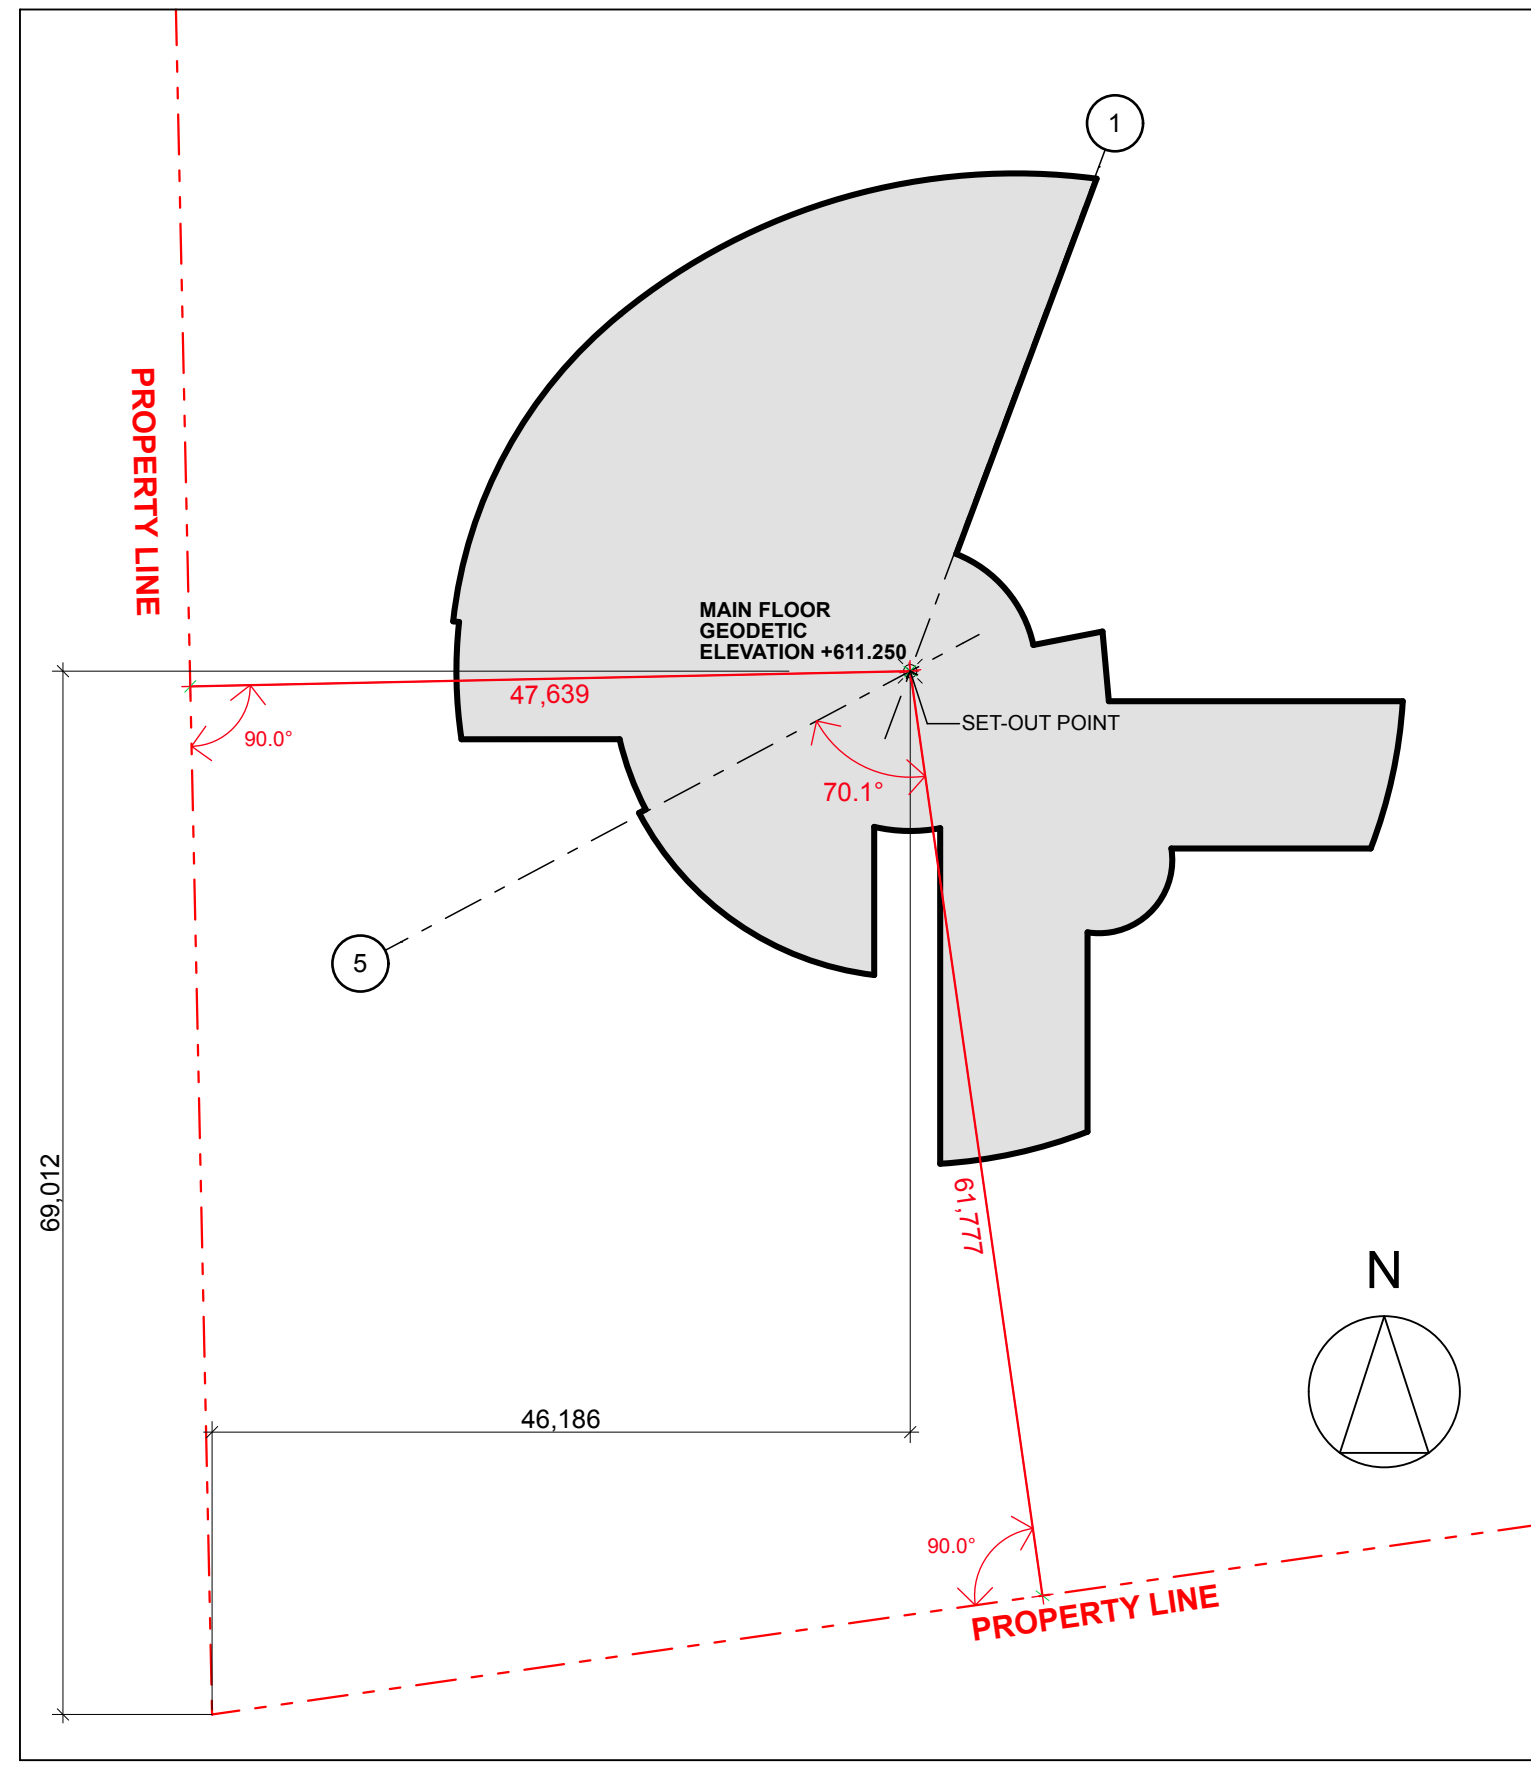 1
PROPERTY LINE
MAIN FLOOR
GEODETIC
ELEVATION +611.250
47,639
90.0°
SET-OUT POINT
70.1°
5
69,012
61,777
N
46,186
90.0°
PROPERTY LINE